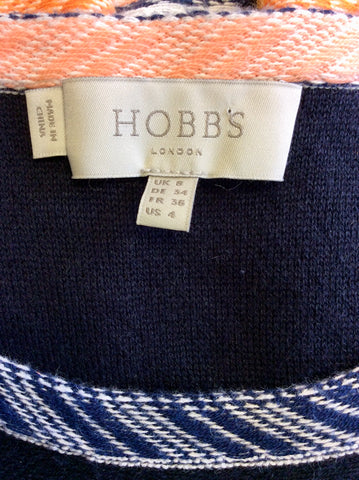 MADE IN
CHINA
HOBBS
LONDON
UK 8
DE 34
FR 36
US 4